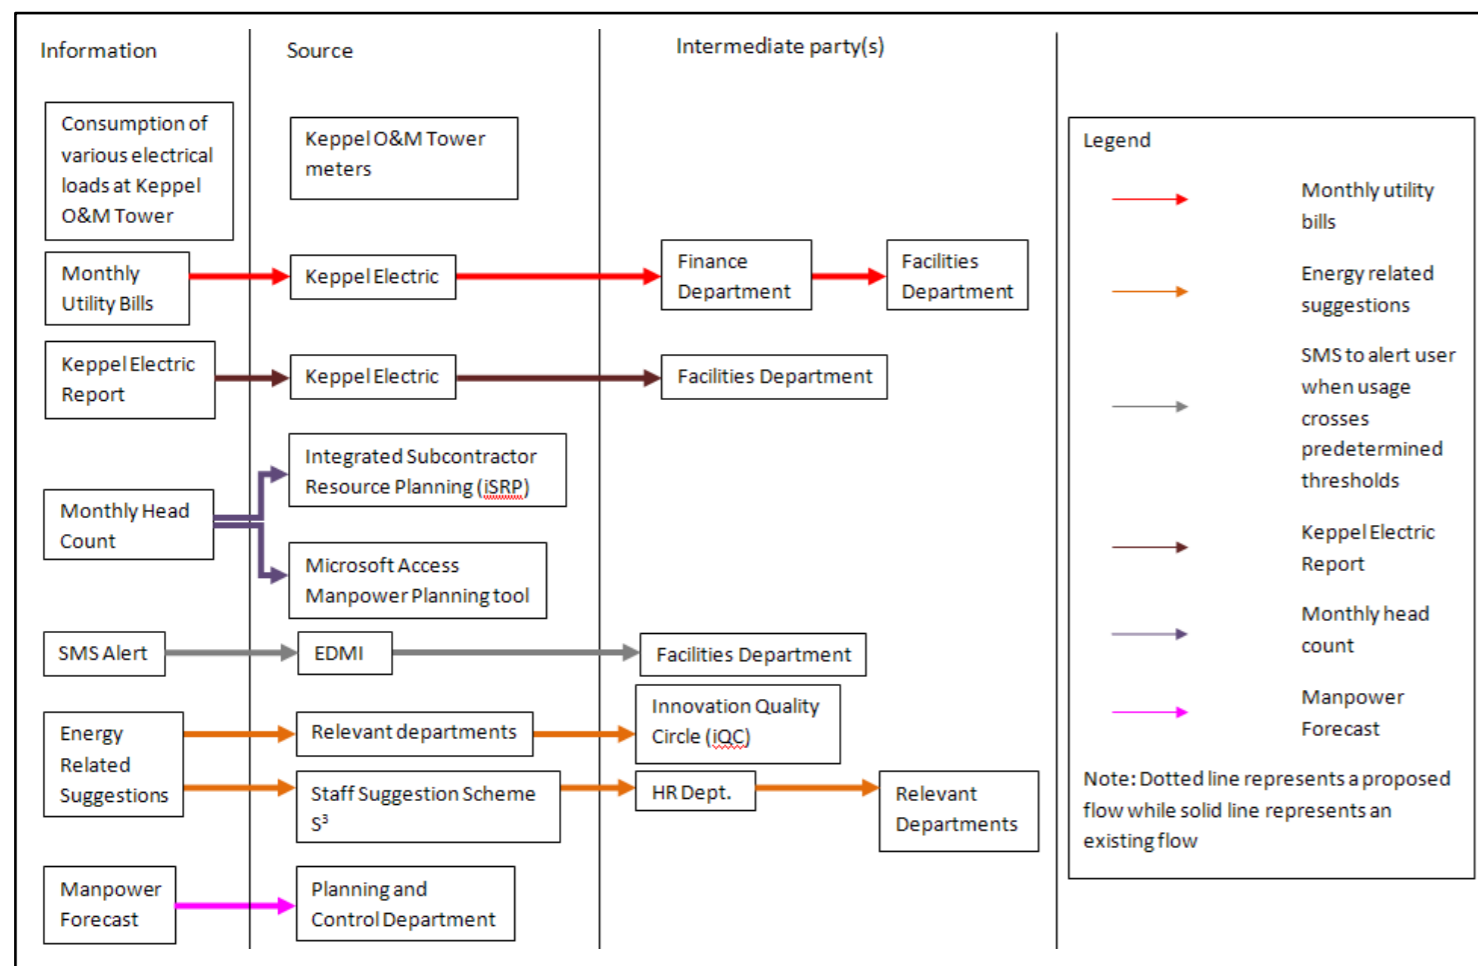 Information
Source
Intermediate party(s)
Consumption of
various electrical
loads at Keppel
O&M Tower
Keppel O&M Tower
meters
Monthly
Utility Bills
Keppel Electric
Finance
Department
Facilities
Department
Keppel Electric
Report
Keppel Electric
Facilities Department
Monthly Head
Count
Integrated Subcontractor
Resource Planning (iSRP)
Microsoft Access
Manpower Planning tool
SMS Alert
EDMI
Facilities Department
Energy
Related
Suggestions
Relevant departments
Innovation Quality
Circle (iQC)
Staff Suggestion Scheme
S³
HR Dept.
Relevant
Departments
Manpower
Forecast
Planning and
Control Department
Legend
Monthly utility
bills
Energy related
suggestions
SMS to alert user
when usage
crosses
predetermined
thresholds
Keppel Electric
Report
Monthly head
count
Manpower
Forecast
Note: Dotted line represents a proposed
flow while solid line represents an
existing flow